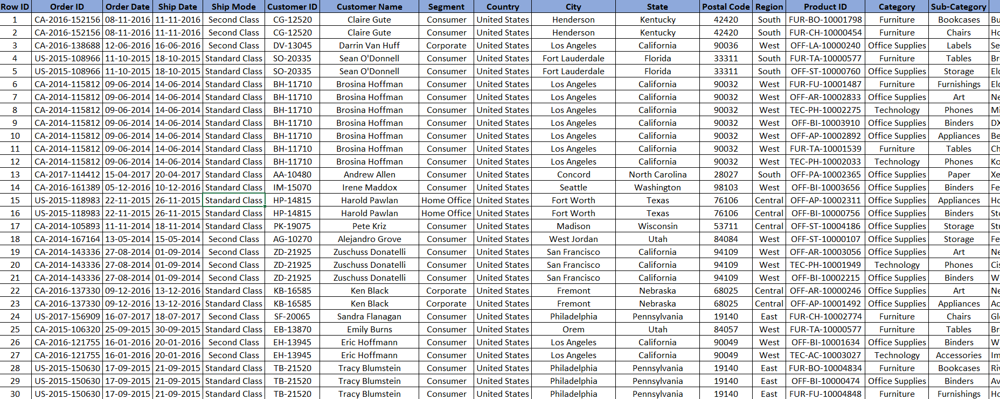 Row ID Order ID Order Date Ship Date Ship Mode Customer ID Customer Name Segment Country City State Postal Code Region Product ID Category Sub-Category
1 CA-2016-152156 08-11-2016 11-11-2016 Second Class CG-12520 Claire Gute Consumer United States Henderson Kentucky 42420 South FUR-BO-10001798 Furniture Bookcases Bu
2 CA-2016-152156 08-11-2016 11-11-2016 Second Class CG-12520 Claire Gute Consumer United States Henderson Kentucky 42420 South FUR-CH-10000454 Furniture Chairs Ho
3 CA-2016-138688 12-06-2016 16-06-2016 Second Class DV-13045 Darrin Van Huff Corporate United States Los Angeles California 90036 West OFF-LA-10000240 Office Supplies Labels Se
4 US-2015-108966 11-10-2015 18-10-2015 Standard Class SO-20335 Sean O'Donnell Consumer United States Fort Lauderdale Florida 33311 South FUR-TA-10000577 Furniture Tables Br
5 US-2015-108966 11-10-2015 18-10-2015 Standard Class SO-20335 Sean O'Donnell Consumer United States Fort Lauderdale Florida 33311 South OFF-ST-10000760 Office Supplies Storage Eld
6 CA-2014-115812 09-06-2014 14-06-2014 Standard Class BH-11710 Brosina Hoffman Consumer United States Los Angeles California 90032 West FUR-FU-10001487 Furniture Furnishings Eld
7 CA-2014-115812 09-06-2014 14-06-2014 Standard Class BH-11710 Brosina Hoffman Consumer United States Los Angeles California 90032 West OFF-AR-10002833 Office Supplies Art Ne
8 CA-2014-115812 09-06-2014 14-06-2014 Standard Class BH-11710 Brosina Hoffman Consumer United States Los Angeles California 90032 West TEC-PH-10002275 Technology Phones Mi
9 CA-2014-115812 09-06-2014 14-06-2014 Standard Class BH-11710 Brosina Hoffman Consumer United States Los Angeles California 90032 West OFF-BI-10003910 Office Supplies Binders DX
10 CA-2014-115812 09-06-2014 14-06-2014 Standard Class BH-11710 Brosina Hoffman Consumer United States Los Angeles California 90032 West OFF-AP-10002892 Office Supplies Appliances Be
11 CA-2014-115812 09-06-2014 14-06-2014 Standard Class BH-11710 Brosina Hoffman Consumer United States Los Angeles California 90032 West FUR-TA-10001539 Furniture Tables Ch
12 CA-2014-115812 09-06-2014 14-06-2014 Standard Class BH-11710 Brosina Hoffman Consumer United States Los Angeles California 90032 West TEC-PH-10002033 Technology Phones Ko
13 CA-2017-114412 15-04-2017 20-04-2017 Standard Class AA-10480 Andrew Allen Consumer United States Concord North Carolina 28027 South OFF-PA-10002365 Office Supplies Paper Xe
14 CA-2016-161389 05-12-2016 10-12-2016 Standard Class IM-15070 Irene Maddox Consumer United States Seattle Washington 98103 West OFF-BI-10003656 Office Supplies Binders Fe
15 US-2015-118983 22-11-2015 26-11-2015 Standard Class HP-14815 Harold Pawlan Home Office United States Fort Worth Texas 76106 Central OFF-AP-10002311 Office Supplies Appliances Ho
16 US-2015-118983 22-11-2015 26-11-2015 Standard Class HP-14815 Harold Pawlan Home Office United States Fort Worth Texas 76106 Central OFF-BI-10000756 Office Supplies Binders Sto
17 CA-2014-105893 11-11-2014 18-11-2014 Standard Class PK-19075 Pete Kriz Consumer United States Madison Wisconsin 53711 Central OFF-ST-10004186 Office Supplies Storage Stu
18 CA-2014-167164 13-05-2014 15-05-2014 Second Class AG-10270 Alejandro Grove Consumer United States West Jordan Utah 84084 West OFF-ST-10000107 Office Supplies Storage Fe
19 CA-2014-143336 27-08-2014 01-09-2014 Second Class ZD-21925 Zuschuss Donatelli Consumer United States San Francisco California 94109 West OFF-AR-10003056 Office Supplies Art Ne
20 CA-2014-143336 27-08-2014 01-09-2014 Second Class ZD-21925 Zuschuss Donatelli Consumer United States San Francisco California 94109 West TEC-PH-10001949 Technology Phones Cis
21 CA-2014-143336 27-08-2014 01-09-2014 Second Class ZD-21925 Zuschuss Donatelli Consumer United States San Francisco California 94109 West OFF-BI-10002215 Office Supplies Binders W
22 CA-2016-137330 09-12-2016 13-12-2016 Standard Class KB-16585 Ken Black Corporate United States Fremont Nebraska 68025 Central OFF-AR-10000246 Office Supplies Art Ne
23 CA-2016-137330 09-12-2016 13-12-2016 Standard Class KB-16585 Ken Black Corporate United States Fremont Nebraska 68025 Central OFF-AP-10001492 Office Supplies Appliances Ac
24 US-2017-156909 16-07-2017 18-07-2017 Second Class SF-20065 Sandra Flanagan Consumer United States Philadelphia Pennsylvania 19140 East FUR-CH-10002774 Furniture Chairs Glo
25 CA-2015-106320 25-09-2015 30-09-2015 Standard Class EB-13870 Emily Burns Consumer United States Orem Utah 84057 West FUR-TA-10000577 Furniture Tables Br
26 CA-2016-121755 16-01-2016 20-01-2016 Second Class EH-13945 Eric Hoffmann Consumer United States Los Angeles California 90049 West OFF-BI-10001634 Office Supplies Binders W
27 CA-2016-121755 16-01-2016 20-01-2016 Second Class EH-13945 Eric Hoffmann Consumer United States Los Angeles California 90049 West TEC-AC-10003027 Technology Accessories Im
28 US-2015-150630 17-09-2015 21-09-2015 Standard Class TB-21520 Tracy Blumstein Consumer United States Philadelphia Pennsylvania 19140 East FUR-BO-10004834 Furniture Bookcases Riv
29 US-2015-150630 17-09-2015 21-09-2015 Standard Class TB-21520 Tracy Blumstein Consumer United States Philadelphia Pennsylvania 19140 East OFF-BI-10000474 Office Supplies Binders Av
30 US-2015-150630 17-09-2015 21-09-2015 Standard Class TB-21520 Tracy Blumstein Consumer United States Philadelphia Pennsylvania 19140 East FUR-FU-10004848 Furniture Furnishings Ho